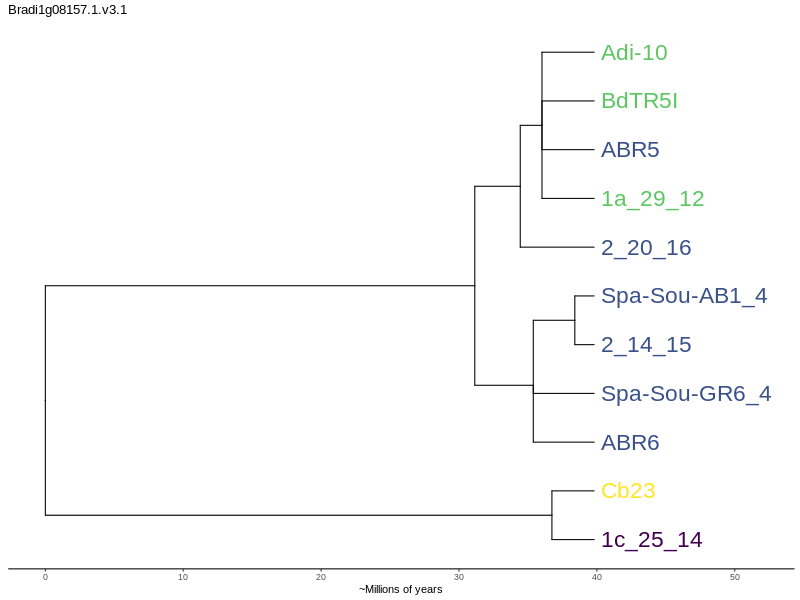 Bradi1g08157.1.v3.1
Adi-10
BdTR5I
ABR5
1a_29_12
2_20_16
Spa-Sou-AB1_4
2_14_15
Spa-Sou-GR6_4
ABR6
Cb23
1c_25_14
0 10 20 30 40 50
~Millions of years